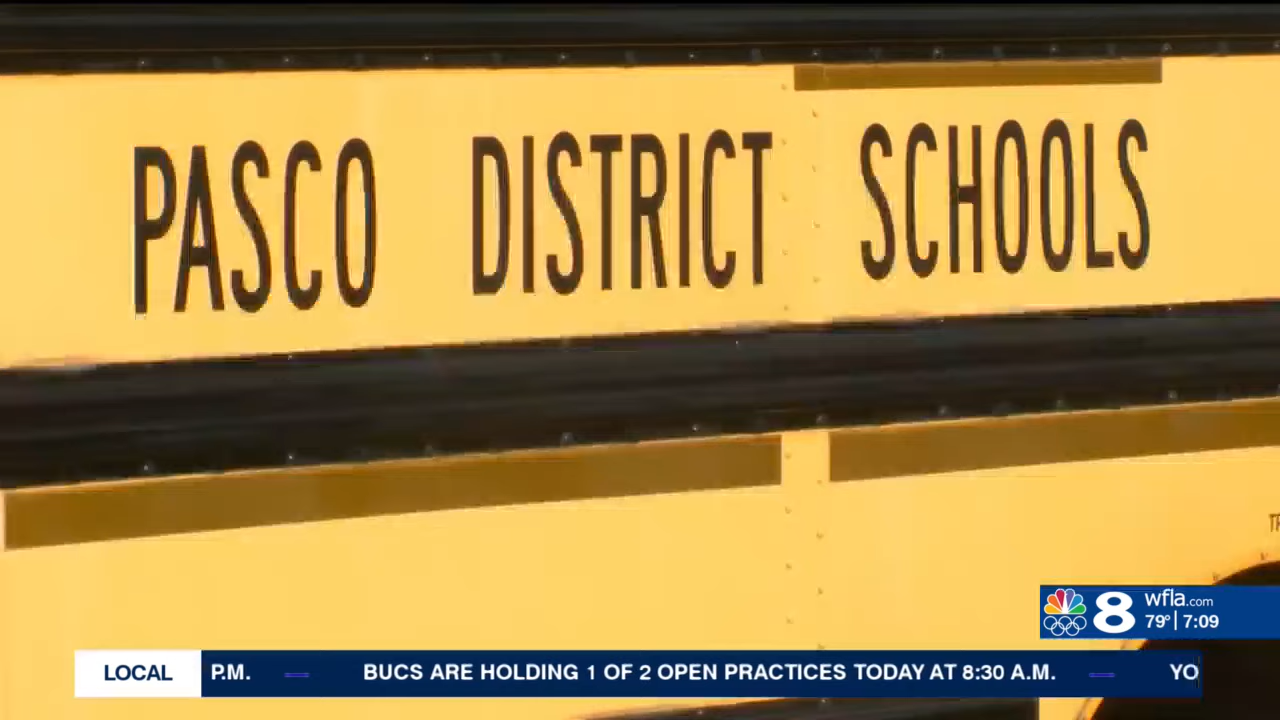 PASCO DISTRICT SCHOOLS
8 wfla.com
79° | 7:09
LOCAL P.M. — BUCS ARE HOLDING 1 OF 2 OPEN PRACTICES TODAY AT 8:30 A.M. — YO